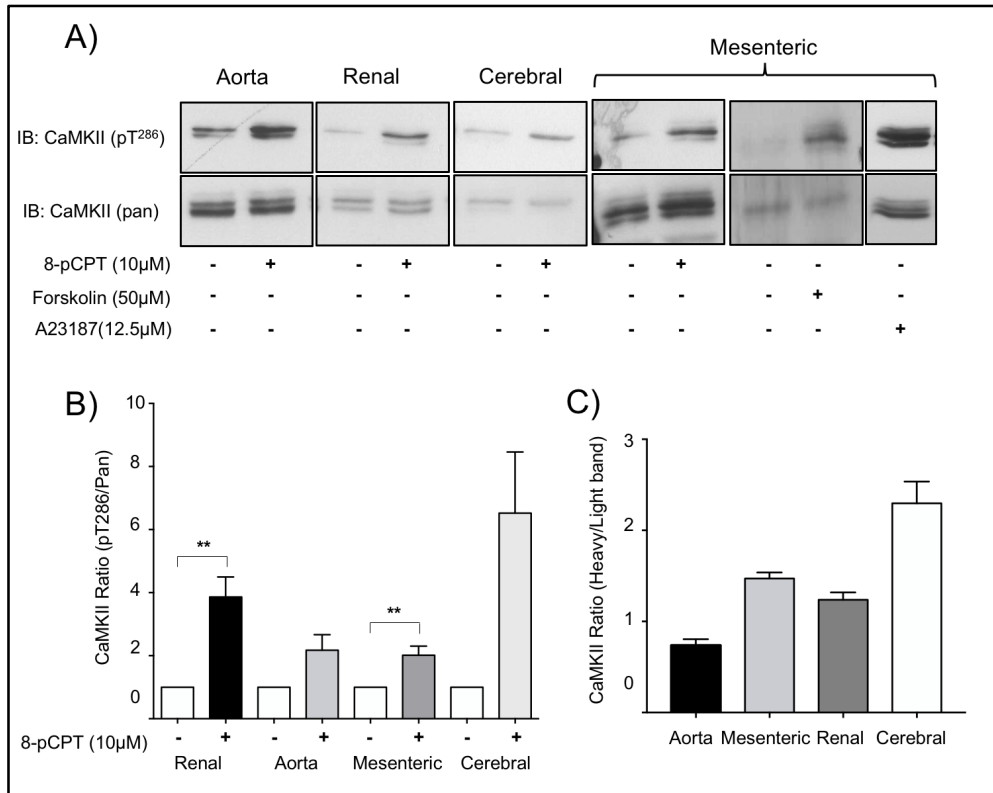 A)
Mesenteric
Aorta Renal Cerebral
IB: CaMKII (pT286)
IB: CaMKII (pan)
8-pCPT (10µM) - + - + - + - + - - -
Forskolin (50µM) - - - - - - - - - + -
A23187(12.5µM) - - - - - - - - - - +
B)
CaMKII Ratio (pT286/Pan)
10
8
6
4
2
0
**
**
8-pCPT (10µM) - + - + - + - +
Renal Aorta Mesenteric Cerebral
C)
CaMKII Ratio (Heavy/Light band)
3
2
1
0
Aorta Mesenteric Renal Cerebral